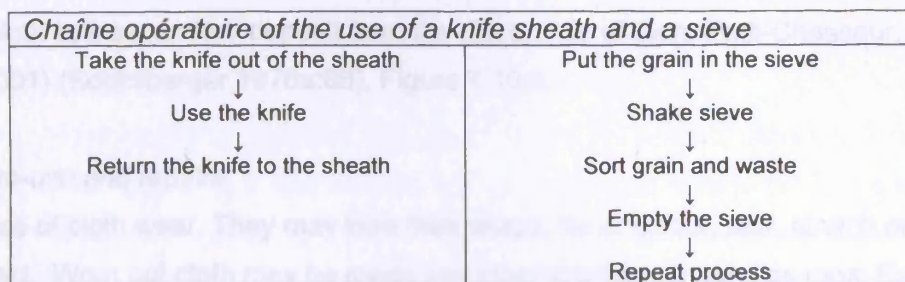 Chaîne opératoire of the use of a knife sheath and a sieve
Take the knife out of the sheath
↓
Use the knife
↓
Return the knife to the sheath
Put the grain in the sieve
↓
Shake sieve
↓
Sort grain and waste
↓
Empty the sieve
↓
Repeat process